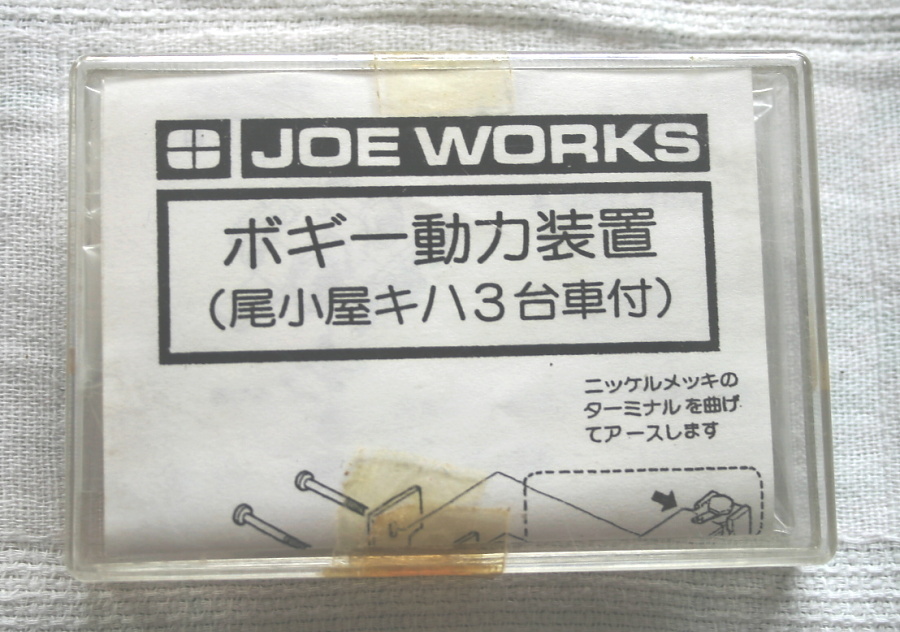 JOE WORKS
ボギー動力装置
（尾小屋キハ3台車付）
ニッケルメッキの
ターミナルを曲げ
てアースします